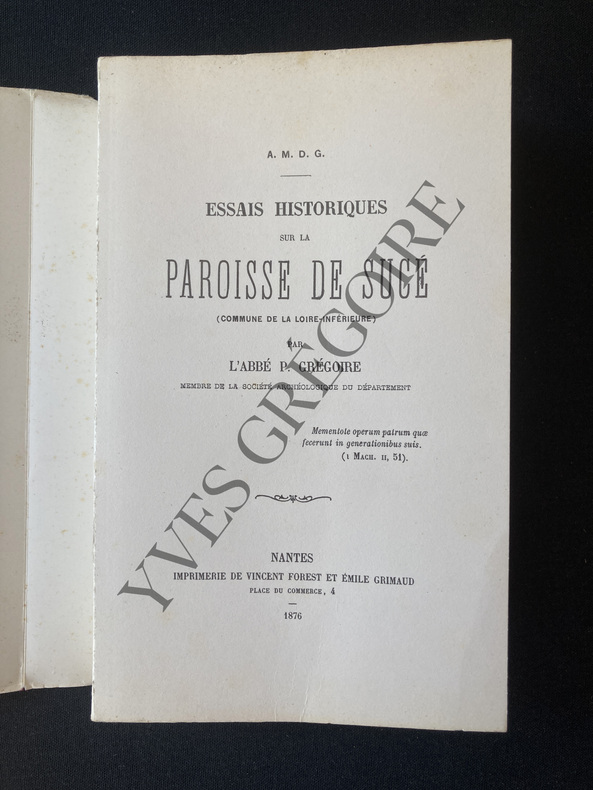 A. M. D. G.
ESSAIS HISTORIQUES
SUR LA
PAROISSE DE SUCÉ
(COMMUNE DE LA LOIRE-INFÉRIEURE)
PAR
L'ABBÉ P. GRÉGOIRE
MEMBRE DE LA SOCIÉTÉ ARCHÉOLOGIQUE DU DÉPARTEMENT
Mementote operum patrum quæ
fecerunt in generationibus suis.
(I MACH. II, 51).
NANTES
IMPRIMERIE DE VINCENT FOREST ET ÉMILE GRIMAUD
PLACE DU COMMERCE, 4
1876
YVES GRÉGOIRE